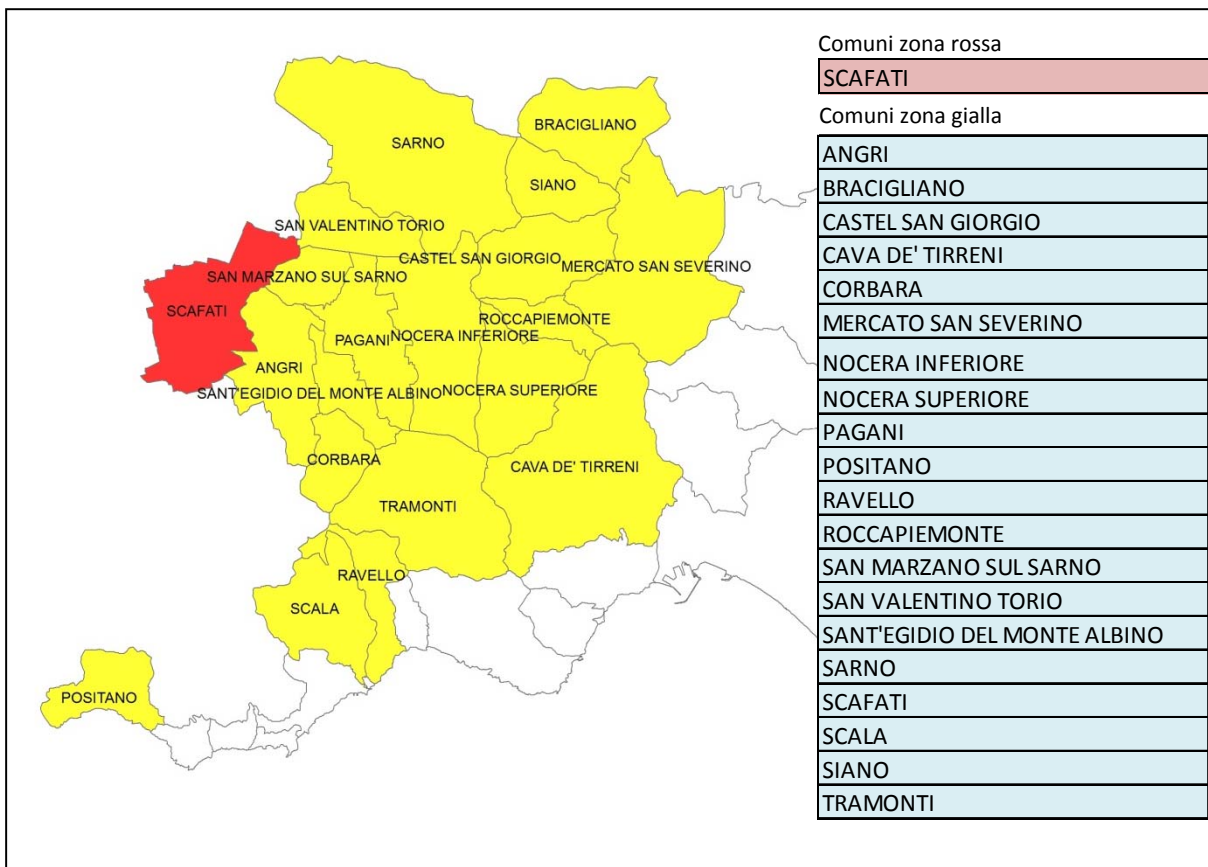 Comuni zona rossa
SCAFATI
Comuni zona gialla
ANGRI
BRACIGLIANO
CASTEL SAN GIORGIO
CAVA DE' TIRRENI
CORBARA
MERCATO SAN SEVERINO
NOCERA INFERIORE
NOCERA SUPERIORE
PAGANI
POSITANO
RAVELLO
ROCCAPIEMONTE
SAN MARZANO SUL SARNO
SAN VALENTINO TORIO
SANT'EGIDIO DEL MONTE ALBINO
SARNO
SCAFATI
SCALA
SIANO
TRAMONTI
BRACIGLIANO
SARNO
SIANO
SAN VALENTINO TORIO
CASTEL SAN GIORGIO
MERCATO SAN SEVERINO
SAN MARZANO SUL SARNO
SCAFATI
ROCCAPIEMONTE
PAGANI
NOCERA INFERIORE
ANGRI
SANT'EGIDIO DEL MONTE ALBINO
NOCERA SUPERIORE
CORBARA
CAVA DE' TIRRENI
TRAMONTI
RAVELLO
SCALA
POSITANO